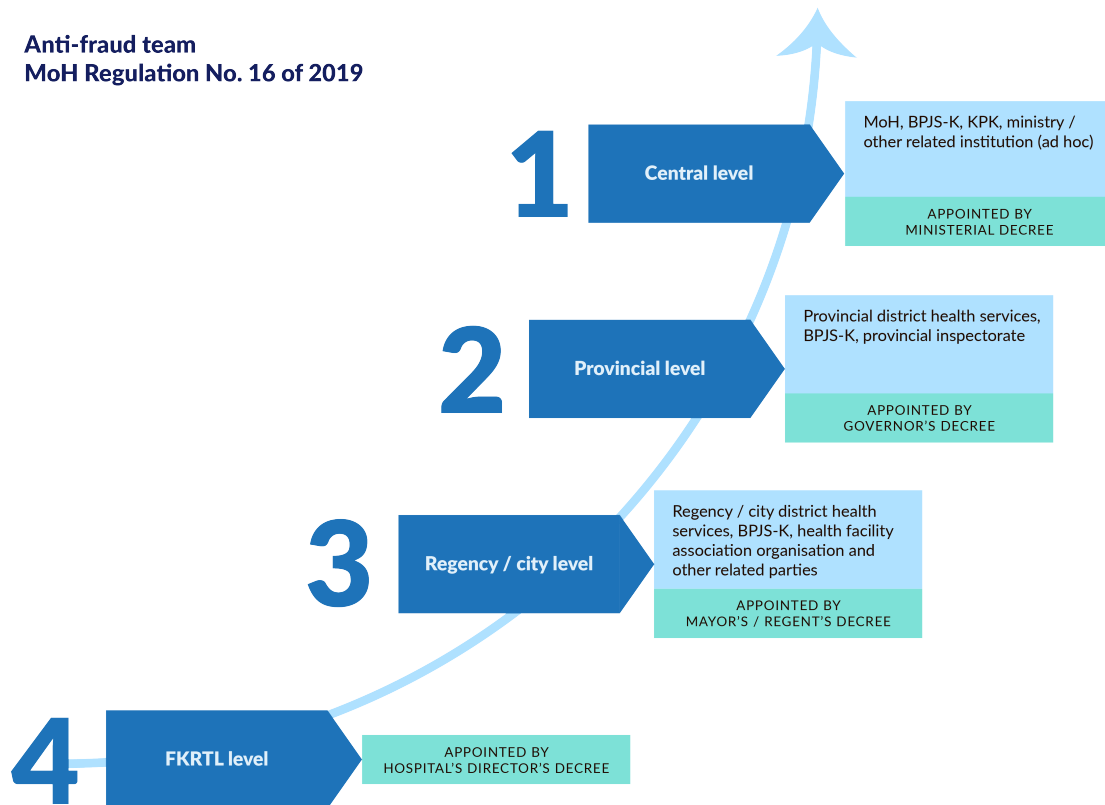 Anti-fraud team
MoH Regulation No. 16 of 2019
1
Central level
MoH, BPJS-K, KPK, ministry /
other related institution (ad hoc)
APPOINTED BY
MINISTERIAL DECREE
2
Provincial level
Provincial district health services,
BPJS-K, provincial inspectorate
APPOINTED BY
GOVERNOR'S DECREE
3
Regency / city level
Regency / city district health
services, BPJS-K, health facility
association organisation and
other related parties
APPOINTED BY
MAYOR'S / REGENT'S DECREE
4
FKRTL level
APPOINTED BY
HOSPITAL'S DIRECTOR'S DECREE